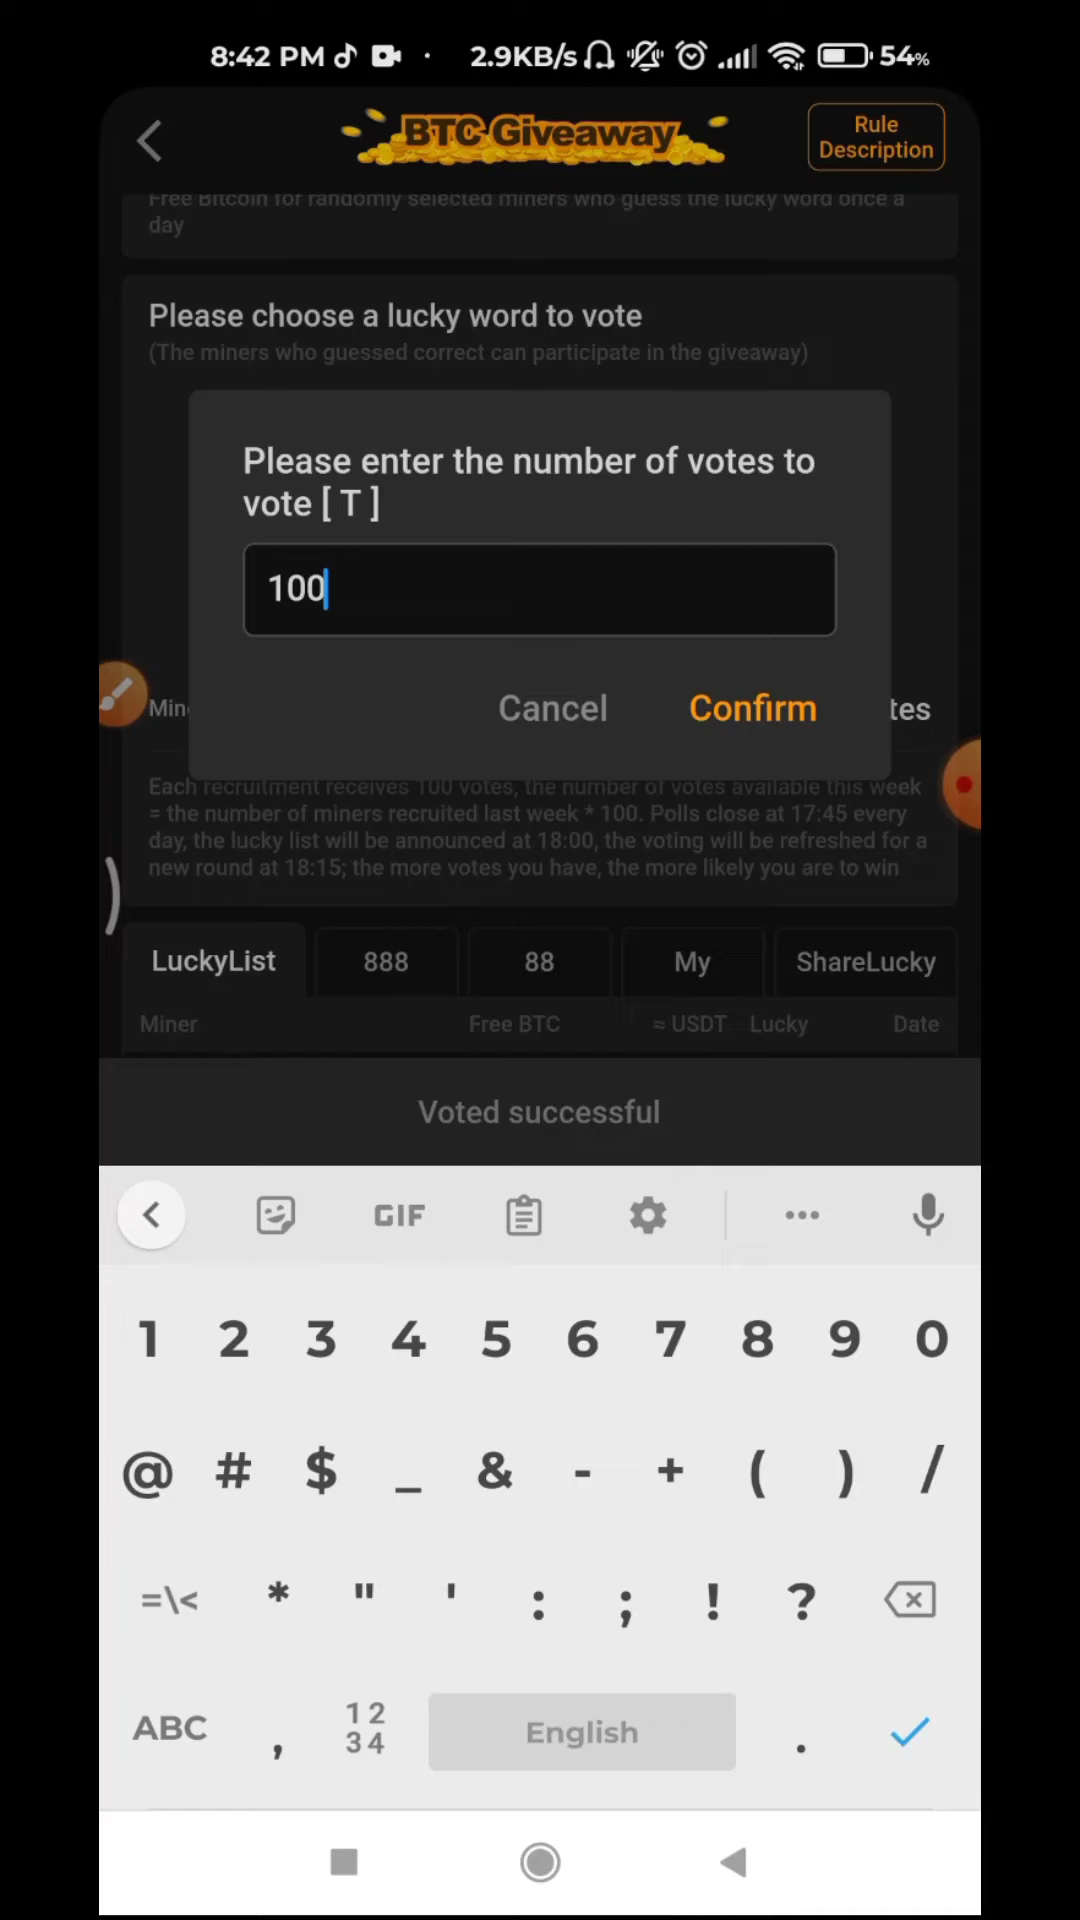 8:42 PM · 2.9KB/s 54%
BTC Giveaway
Rule
Description
Free Bitcoin for randomly selected miners who guess the lucky word once a
day
Please choose a lucky word to vote
(The miners who guessed correct can participate in the giveaway)
Please enter the number of votes to
vote [ T ]
100
Cancel Confirm
Each recruitment receives 100 votes, the number of votes available this week
= the number of miners recruited last week * 100. Polls close at 17:45 every
day, the lucky list will be announced at 18:00, the voting will be refreshed for a
new round at 18:15; the more votes you have, the more likely you are to win
LuckyList 888 88 My ShareLucky
Miner Free BTC ≈ USDT Lucky Date
Voted successful
GIF
1 2 3 4 5 6 7 8 9 0
@ # $ _ & - + ( ) /
=\< * " ' : ; ! ?
ABC , 1 2 3 4 English .